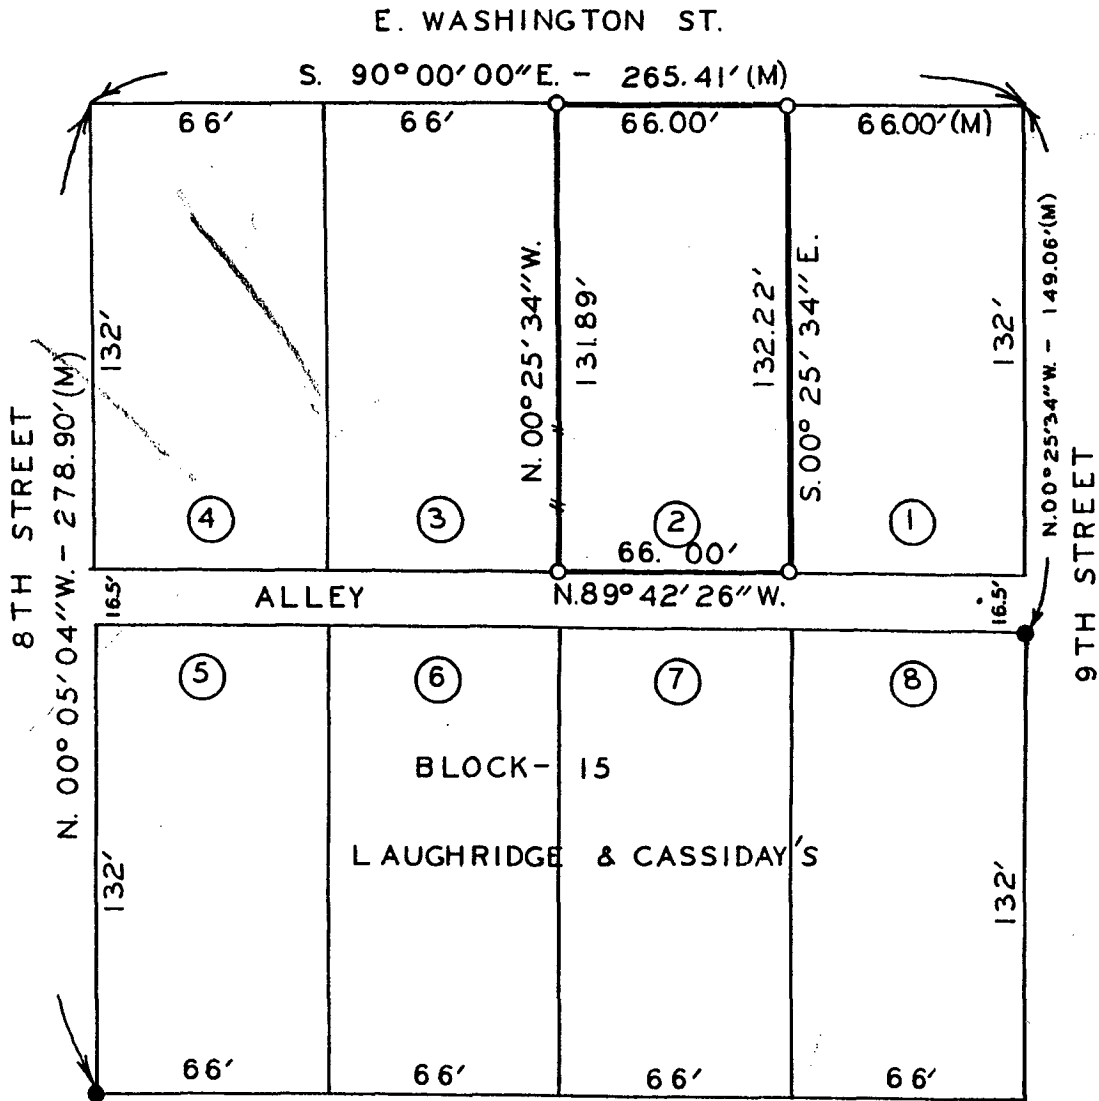 E. WASHINGTON ST.
S. 90° 00' 00" E. - 265.41' (M)
66'
66'
66.00'
66.00' (M)
132'
N. 00° 25' 34" W.
131.89'
132.22'
S. 00° 25' 34" E.
132'
N. 00° 25' 34" W. - 149.06' (M)
8TH STREET
N. 00° 05' 04" W. - 278.90' (M)
9TH STREET
4
3
2
1
66.00'
16.5'
ALLEY
N. 89° 42' 26" W.
16.5'
5
6
7
8
BLOCK- 15
LAUGHRIDGE & CASSIDAY'S
132'
132'
66'
66'
66'
66'